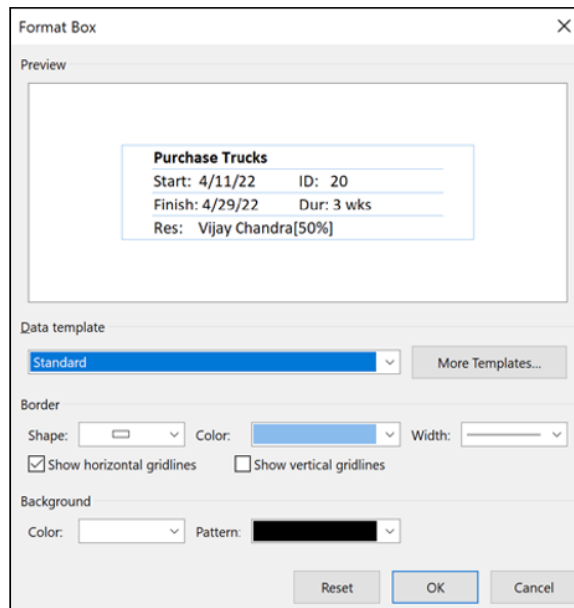 Format Box
Preview
Purchase Trucks
Start: 4/11/22 ID: 20
Finish: 4/29/22 Dur: 3 wks
Res: Vijay Chandra[50%]
Data template
Standard
More Templates...
Border
Shape: Color: Width:
Show horizontal gridlines Show vertical gridlines
Background
Color: Pattern:
Reset OK Cancel